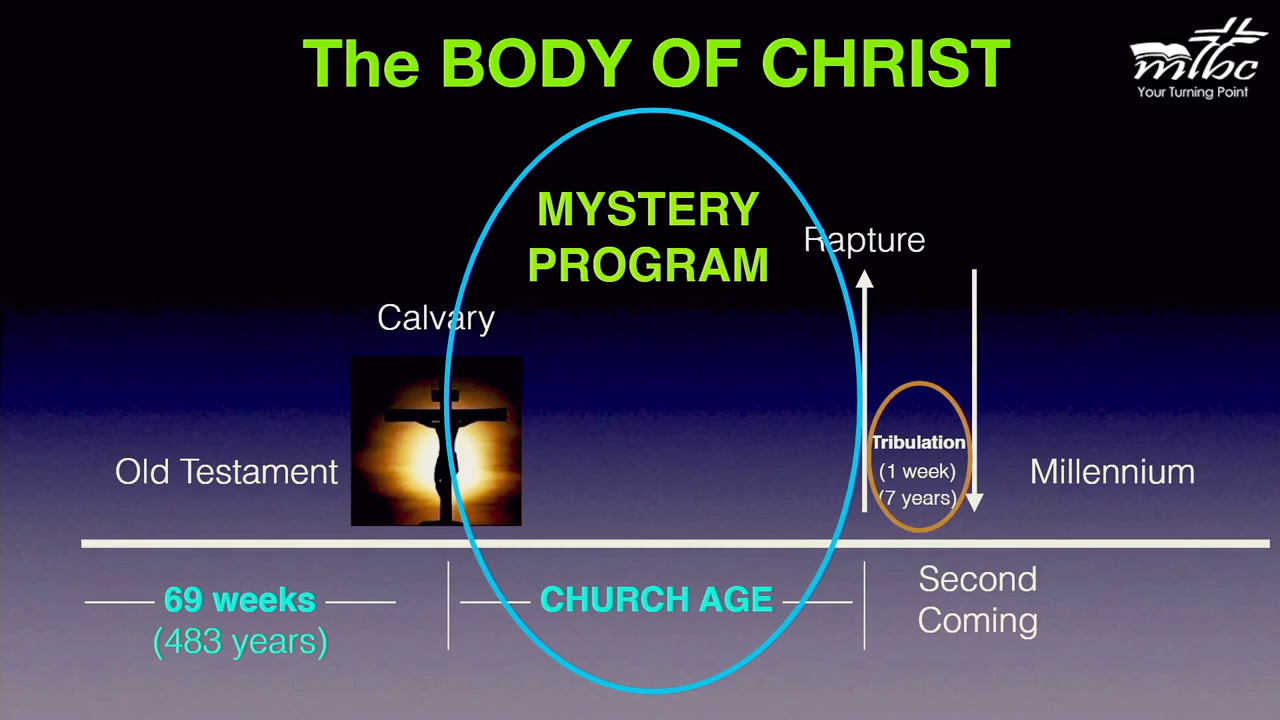 The BODY OF CHRIST
mtbc
Your Turning Point
MYSTERY
PROGRAM
Rapture
Calvary
Tribulation
(1 week)
(7 years)
Old Testament
Millennium
69 weeks
(483 years)
CHURCH AGE
Second
Coming